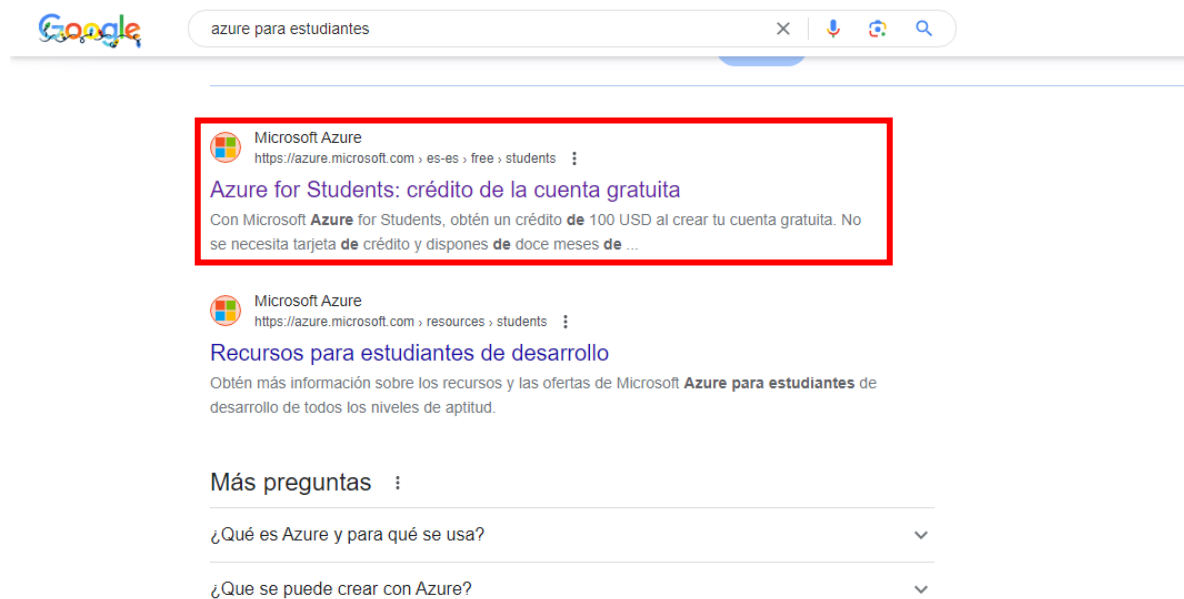 Google
azure para estudiantes
Microsoft Azure
https://azure.microsoft.com › es-es › free › students
Azure for Students: crédito de la cuenta gratuita
Con Microsoft Azure for Students, obtén un crédito de 100 USD al crear tu cuenta gratuita. No
se necesita tarjeta de crédito y dispones de doce meses de ...
Microsoft Azure
https://azure.microsoft.com › resources › students
Recursos para estudiantes de desarrollo
Obtén más información sobre los recursos y las ofertas de Microsoft Azure para estudiantes de
desarrollo de todos los niveles de aptitud.
Más preguntas
¿Qué es Azure y para qué se usa?
¿Que se puede crear con Azure?